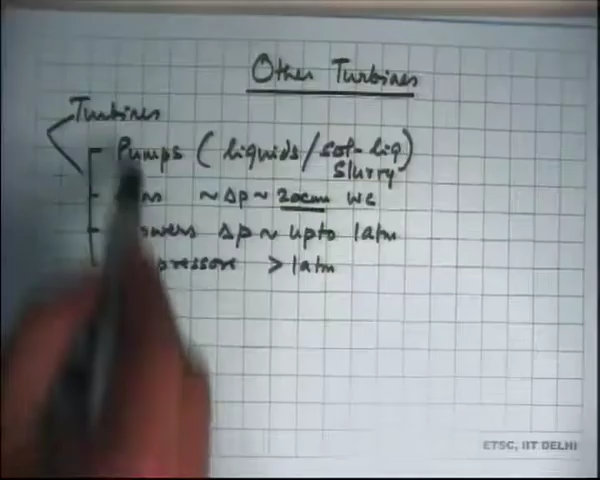 Other Turbines
Turbines
Pumps (liquids/sol-liq)
slurry
~ Δp ~ 20cm wc
Δp ~ upto 1atm
> 1atm
ETSC, IIT DELHI